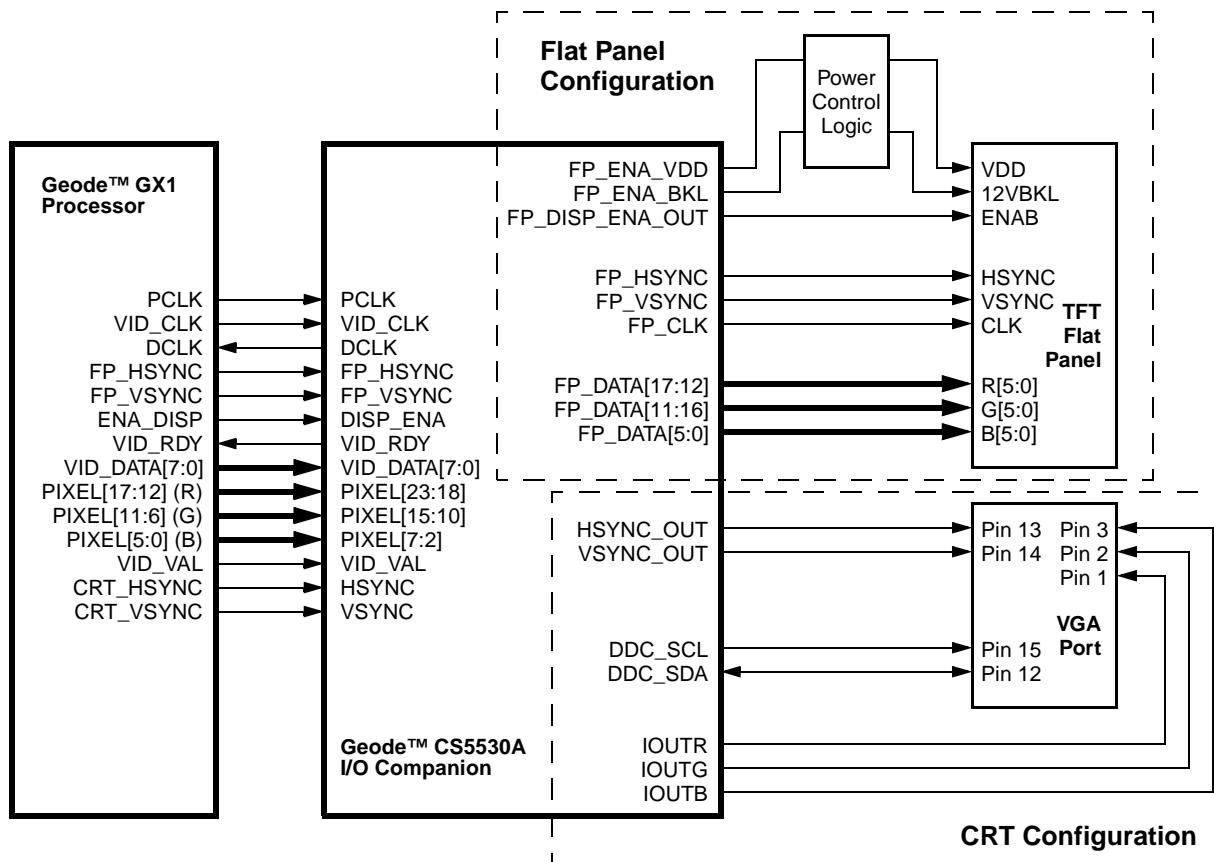 Flat Panel
Configuration
Power
Control
Logic
Geode™ GX1
Processor
PCLK
VID_CLK
DCLK
FP_HSYNC
FP_VSYNC
ENA_DISP
VID_RDY
VID_DATA[7:0]
PIXEL[17:12] (R)
PIXEL[11:6] (G)
PIXEL[5:0] (B)
VID_VAL
CRT_HSYNC
CRT_VSYNC
PCLK
VID_CLK
DCLK
FP_HSYNC
FP_VSYNC
DISP_ENA
VID_RDY
VID_DATA[7:0]
PIXEL[23:18]
PIXEL[15:10]
PIXEL[7:2]
VID_VAL
HSYNC
VSYNC
Geode™ CS5530A
I/O Companion
FP_ENA_VDD
FP_ENA_BKL
FP_DISP_ENA_OUT
FP_HSYNC
FP_VSYNC
FP_CLK
FP_DATA[17:12]
FP_DATA[11:16]
FP_DATA[5:0]
HSYNC_OUT
VSYNC_OUT
DDC_SCL
DDC_SDA
IOUTR
IOUTG
IOUTB
VDD
12VBKL
ENAB
HSYNC
VSYNC
CLK
TFT
Flat
Panel
R[5:0]
G[5:0]
B[5:0]
Pin 13 Pin 3
Pin 14 Pin 2
Pin 1
VGA
Port
Pin 15
Pin 12
CRT Configuration